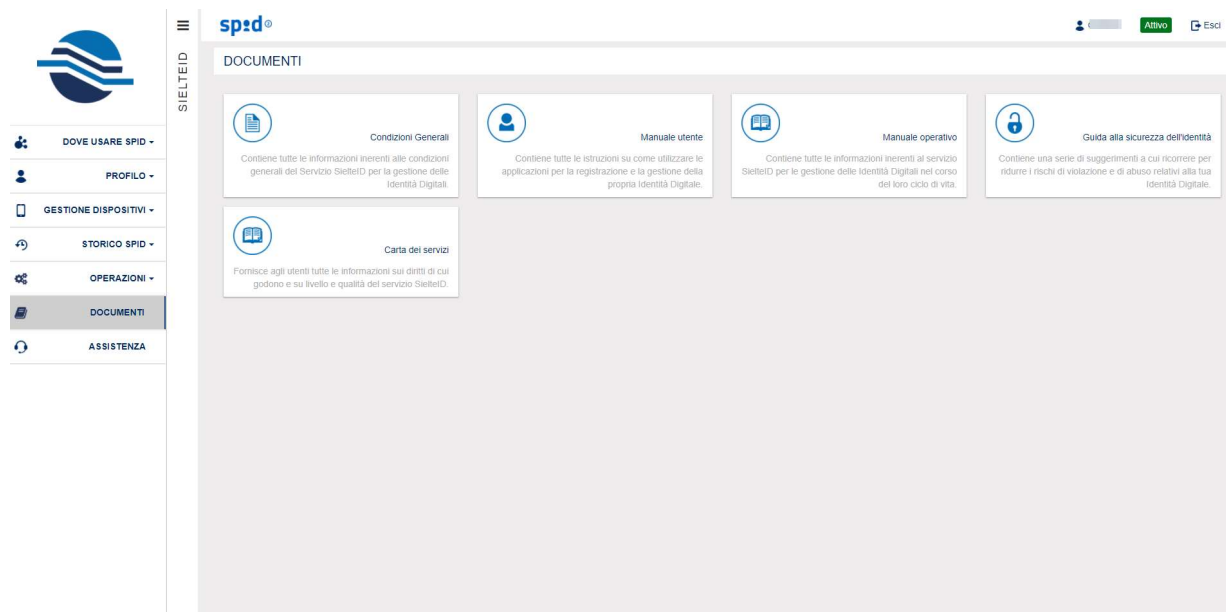 spid
Attivo
Esci
SIELTEID
DOCUMENTI
DOVE USARE SPID
PROFILO
GESTIONE DISPOSITIVI
STORICO SPID
OPERAZIONI
DOCUMENTI
ASSISTENZA
Condizioni Generali
Contiene tutte le informazioni inerenti alle condizioni
generali del Servizio SielteID per la gestione delle
Identità Digitali.
Manuale utente
Contiene tutte le istruzioni su come utilizzare le
applicazioni per la registrazione e la gestione della
propria Identità Digitale.
Manuale operativo
Contiene tutte le informazioni inerenti al servizio
SielteID per le gestione delle Identità Digitali nel corso
del loro ciclo di vita.
Guida alla sicurezza dell'identità
Contiene una serie di suggerimenti a cui ricorrere per
ridurre i rischi di violazione e di abuso relativi alla tua
Identità Digitale.
Carta dei servizi
Fornisce agli utenti tutte le informazioni sui diritti di cui
godono e su livello e qualità del servizio SielteID.